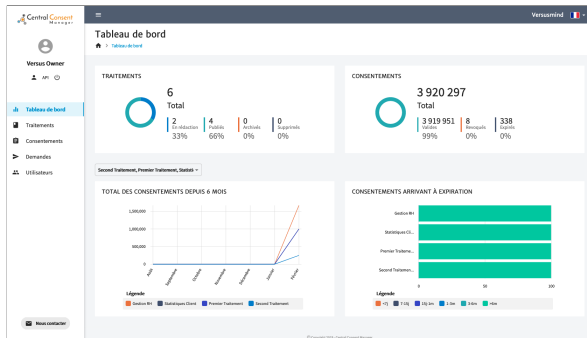 Central Consent
Manager
Versusmind
Versus Owner
API
Tableau de bord
Traitements
Consentements
Demandes
Utilisateurs
Nous contacter
Tableau de bord
Tableau de bord
TRAITEMENTS
6
Total
2
En rédaction
33%
4
Publiés
66%
0
Archivés
0%
0
Supprimés
0%
CONSENTEMENTS
3 920 297
Total
3 919 951
Valides
99%
8
Révoqués
0%
338
Expirés
0%
Second Traitement, Premier Traitement, Statisti
TOTAL DES CONSENTEMENTS DEPUIS 6 MOIS
1,500,000
1,000,000
500,000
0
Août
Septembre
Octobre
Novembre
Décembre
Janvier
Février
Légende
Gestion RH
Statistiques Client
Premier Traitement
Second Traitement
CONSENTEMENTS ARRIVANT À EXPIRATION
Gestion RH
Statistiques Cli...
Premier Traiteme...
Second Traitemen...
0
50
100
Légende
<7j
7-15j
15j-1m
1-3m
3-6m
>6m